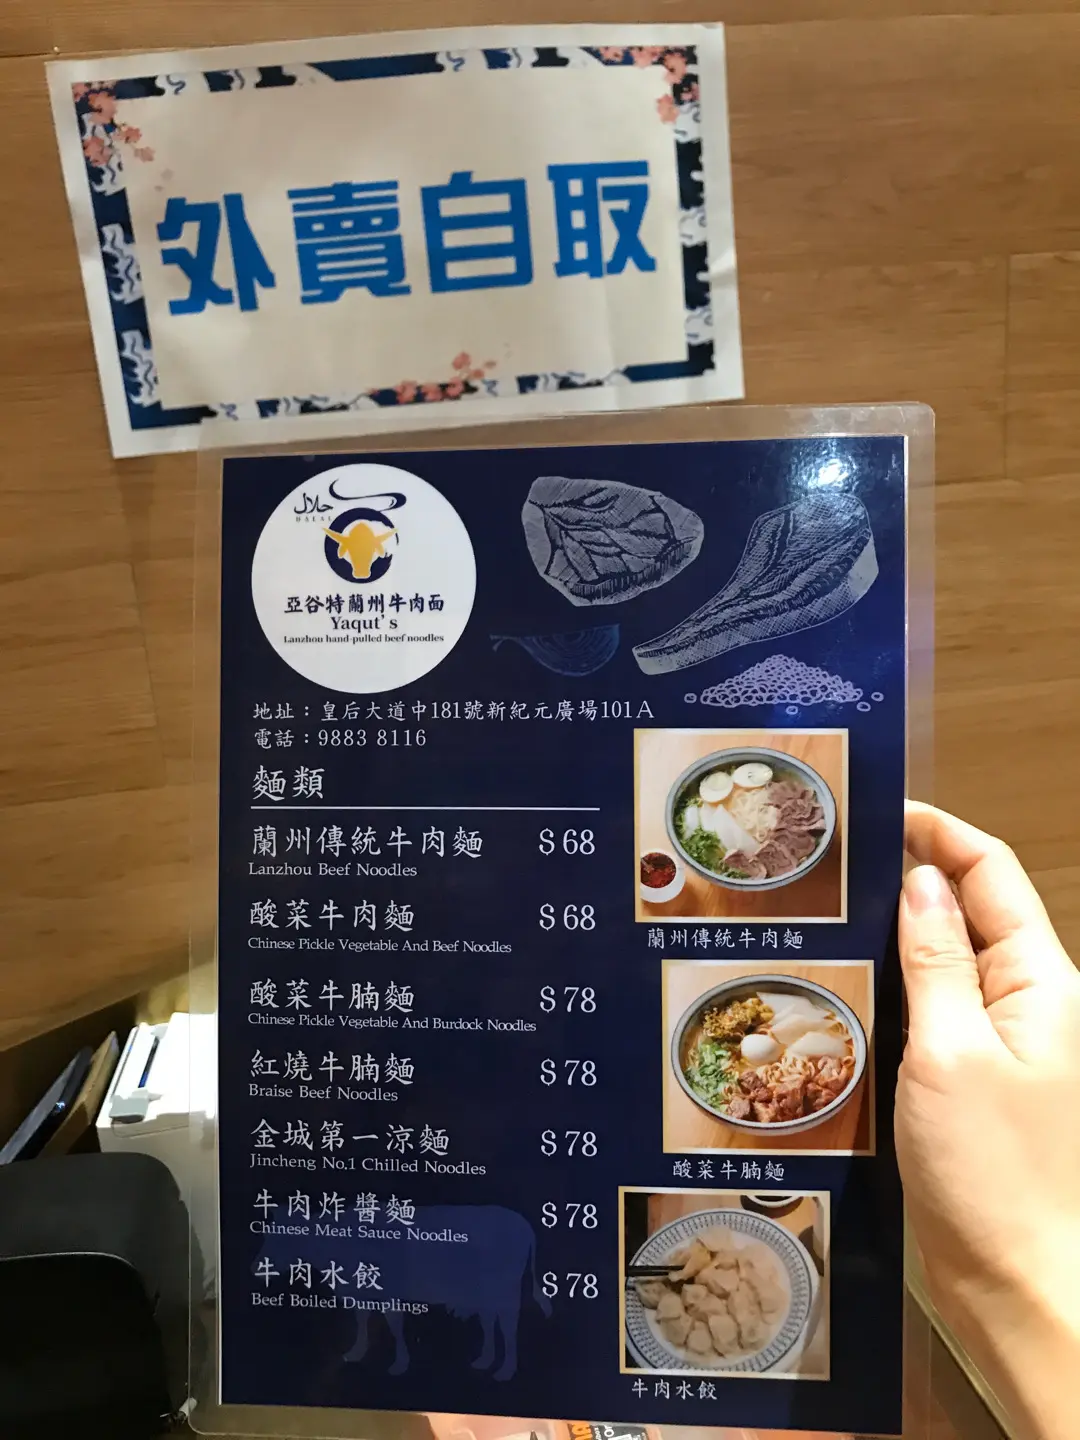 外賣自取
حلال
HALAL
亞谷特蘭州牛肉面
Yaqut's
Lanzhou hand-pulled beef noodles
地址：皇后大道中181號新紀元廣場101A
電話：9883 8116
麵類
蘭州傳統牛肉麵 $68
Lanzhou Beef Noodles
酸菜牛肉麵 $68
Chinese Pickle Vegetable And Beef Noodles
酸菜牛腩麵 $78
Chinese Pickle Vegetable And Burdock Noodles
紅燒牛腩麵 $78
Braise Beef Noodles
金城第一涼麵 $78
Jincheng No.1 Chilled Noodles
牛肉炸醬麵 $78
Chinese Meat Sauce Noodles
牛肉水餃 $78
Beef Boiled Dumplings
蘭州傳統牛肉麵
酸菜牛腩麵
牛肉水餃